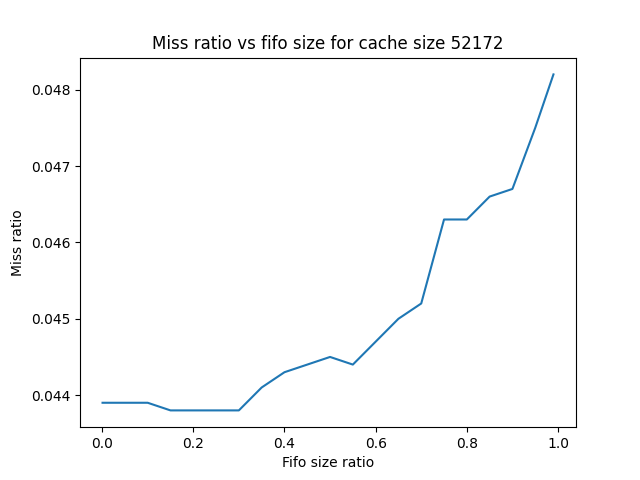 Miss ratio vs fifo size for cache size 52172
0.048
0.047
0.046
0.045
0.044
Miss ratio
0.0 0.2 0.4 0.6 0.8 1.0
Fifo size ratio